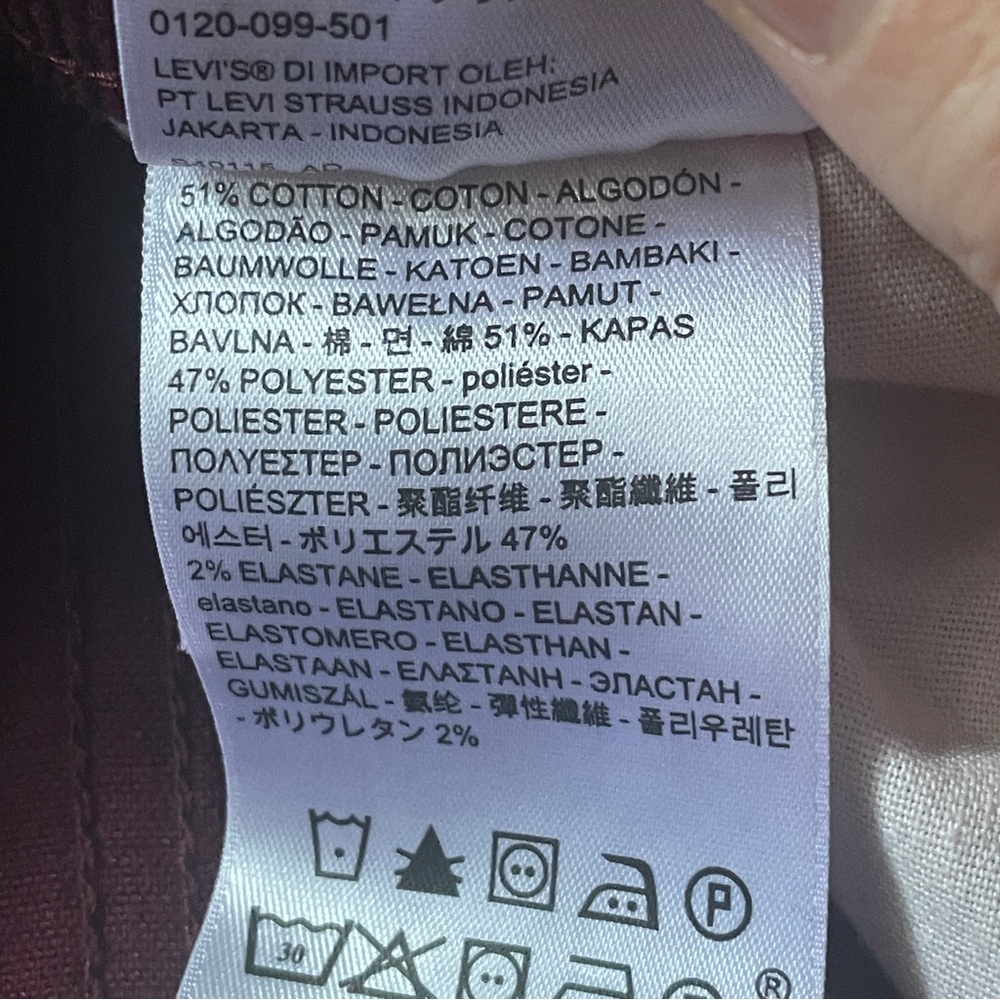 0120-099-501
LEVI'S® DI IMPORT OLEH:
PT LEVI STRAUSS INDONESIA
JAKARTA - INDONESIA
51% COTTON - COTON - ALGODÓN -
ALGODÃO - PAMUK - COTONE -
BAUMWOLLE - KATOEN - BAMBAKI -
ХЛОПОК - BAWEŁNA - PAMUT -
BAVLNA - 棉 - 면 - 綿 51% - KAPAS
47% POLYESTER - poliéster -
POLIESTER - POLIESTERE -
ΠΟΛΥΕΣΤΕΡ - ПОЛИЭСТЕР -
POLIÉSZTER - 聚酯纤维 - 聚酯纖維 - 폴리
에스터 - ポリエステル 47%
2% ELASTANE - ELASTHANNE -
elastano - ELASTANO - ELASTAN -
ELASTOMERO - ELASTHAN -
ELASTAAN - ΕΛΑΣΤΑΝΗ - ЭЛАСТАН -
GUMISZÁL - 氨纶 - 彈性纖維 - 폴리우레탄
- ポリウレタン 2%
P
30
®